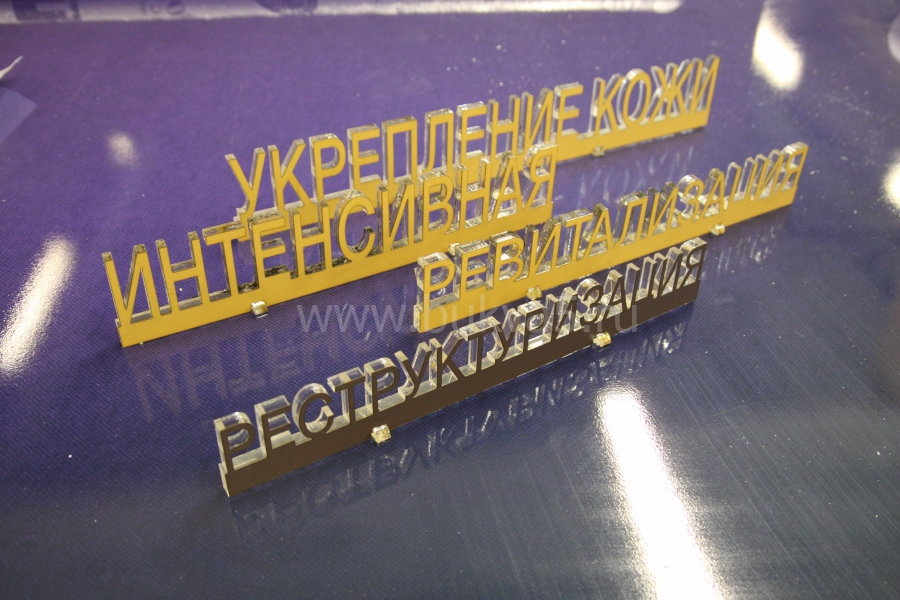 УКРЕПЛЕНИЕ КОЖИ
ИНТЕНСИВНАЯ
РЕВИТАЛИЗАЦИЯ
РЕСТРУКТУРИЗАЦИЯ